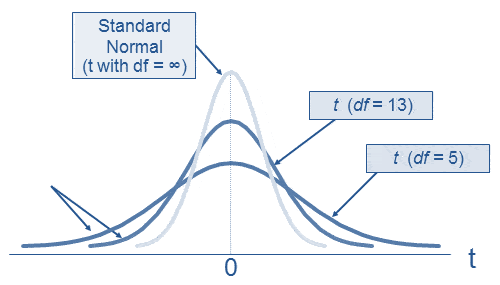 Standard
Normal
(t with df = ∞)
t (df = 13)
t (df = 5)
0
t